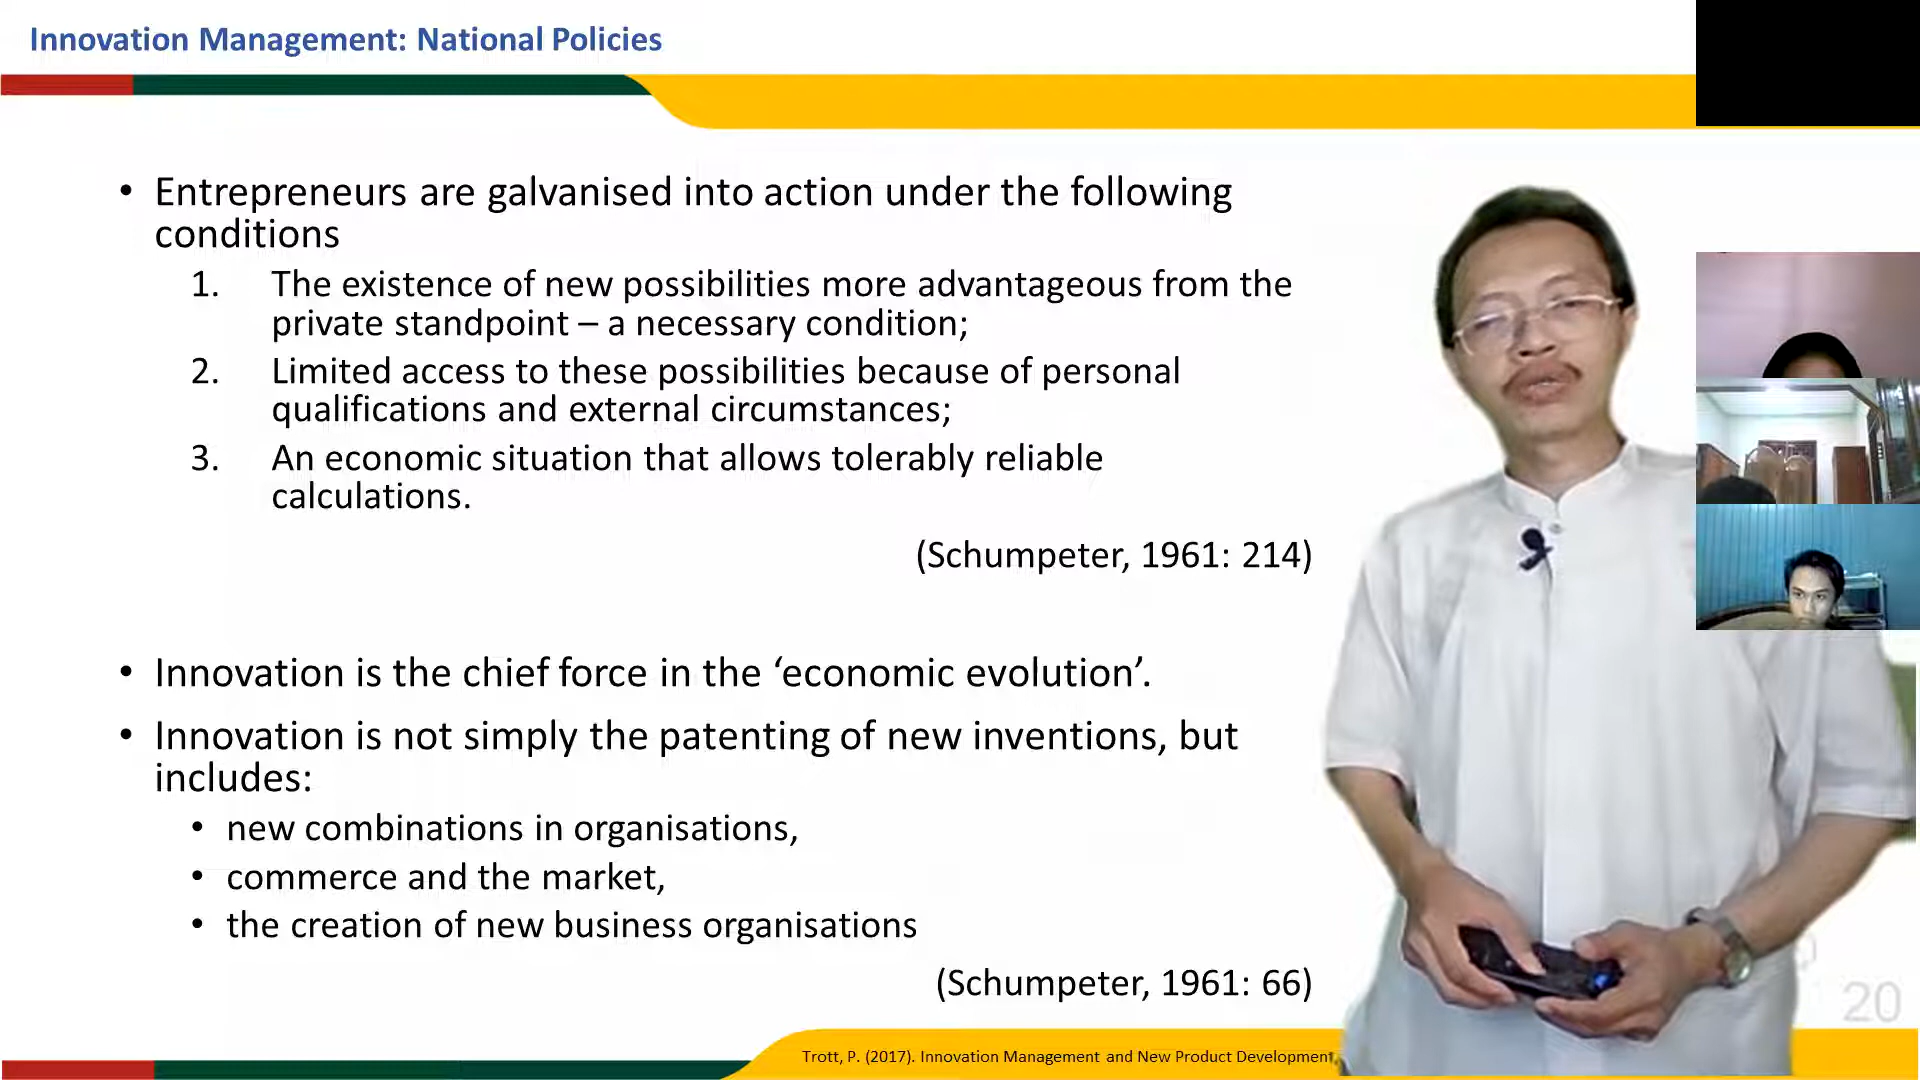 Innovation Management: National Policies
• Entrepreneurs are galvanised into action under the following
conditions
1. The existence of new possibilities more advantageous from the
private standpoint – a necessary condition;
2. Limited access to these possibilities because of personal
qualifications and external circumstances;
3. An economic situation that allows tolerably reliable
calculations.
(Schumpeter, 1961: 214)
• Innovation is the chief force in the ‘economic evolution’.
• Innovation is not simply the patenting of new inventions, but
includes:
• new combinations in organisations,
• commerce and the market,
• the creation of new business organisations
(Schumpeter, 1961: 66)
20
Trott, P. (2017). Innovation Management and New Product Development,